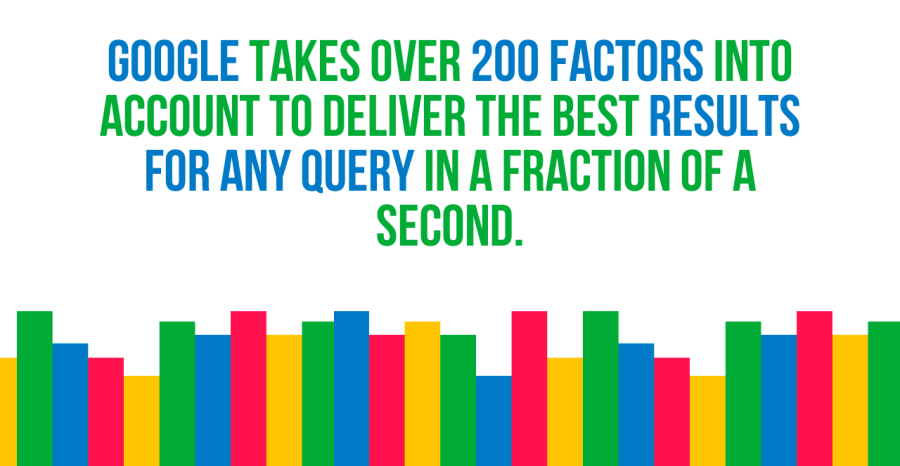 GOOGLE TAKES OVER 200 FACTORS INTO
ACCOUNT TO DELIVER THE BEST RESULTS
FOR ANY QUERY IN A FRACTION OF A
SECOND.